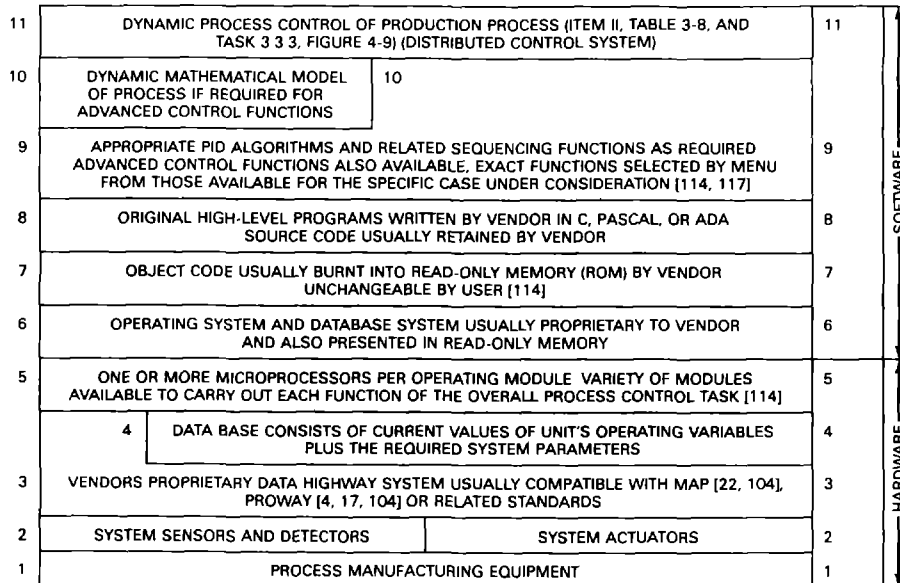 11 DYNAMIC PROCESS CONTROL OF PRODUCTION PROCESS (ITEM II, TABLE 3-8, AND 11
TASK 3 3 3, FIGURE 4-9) (DISTRIBUTED CONTROL SYSTEM)
10 DYNAMIC MATHEMATICAL MODEL 10
OF PROCESS IF REQUIRED FOR
ADVANCED CONTROL FUNCTIONS
9 APPROPRIATE PID ALGORITHMS AND RELATED SEQUENCING FUNCTIONS AS REQUIRED 9
ADVANCED CONTROL FUNCTIONS ALSO AVAILABLE, EXACT FUNCTIONS SELECTED BY MENU
FROM THOSE AVAILABLE FOR THE SPECIFIC CASE UNDER CONSIDERATION [114, 117]
8 ORIGINAL HIGH-LEVEL PROGRAMS WRITTEN BY VENDOR IN C, PASCAL, OR ADA 8
SOURCE CODE USUALLY RETAINED BY VENDOR
7 OBJECT CODE USUALLY BURNT INTO READ-ONLY MEMORY (ROM) BY VENDOR 7
UNCHANGEABLE BY USER [114]
6 OPERATING SYSTEM AND DATABASE SYSTEM USUALLY PROPRIETARY TO VENDOR 6
AND ALSO PRESENTED IN READ-ONLY MEMORY
SOFTWARE
5 ONE OR MORE MICROPROCESSORS PER OPERATING MODULE VARIETY OF MODULES 5
AVAILABLE TO CARRY OUT EACH FUNCTION OF THE OVERALL PROCESS CONTROL TASK [114]
4 DATA BASE CONSISTS OF CURRENT VALUES OF UNIT'S OPERATING VARIABLES 4
PLUS THE REQUIRED SYSTEM PARAMETERS
3 VENDORS PROPRIETARY DATA HIGHWAY SYSTEM USUALLY COMPATIBLE WITH MAP [22, 104], 3
PROWAY [4, 17, 104] OR RELATED STANDARDS
2 SYSTEM SENSORS AND DETECTORS SYSTEM ACTUATORS 2
1 PROCESS MANUFACTURING EQUIPMENT 1
HARDWARE